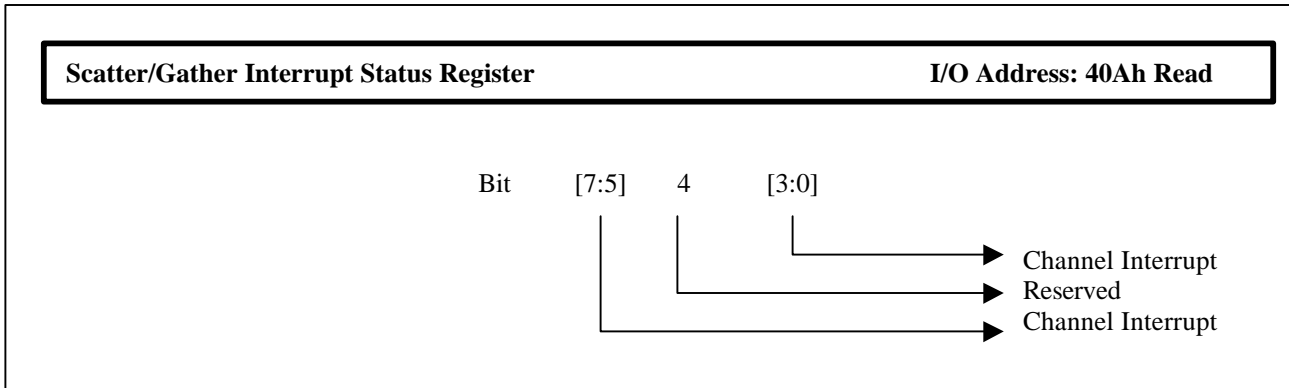 Scatter/Gather Interrupt Status Register I/O Address: 40Ah Read
Bit [7:5] 4 [3:0]
Channel Interrupt
Reserved
Channel Interrupt